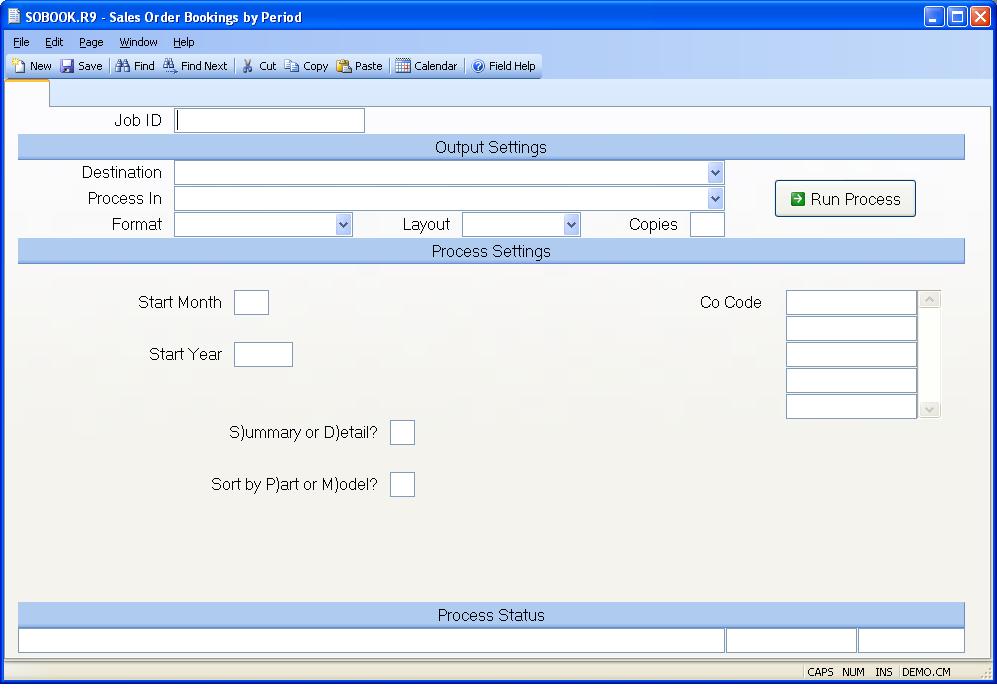 SOBOOK.R9 - Sales Order Bookings by Period
File Edit Page Window Help
New Save Find Find Next Cut Copy Paste Calendar Field Help
Job ID
Output Settings
Destination
Process In
Run Process
Format Layout Copies
Process Settings
Start Month Co Code
Start Year
S)ummary or D)etail?
Sort by P)art or M)odel?
Process Status
CAPS NUM INS DEMO.CM